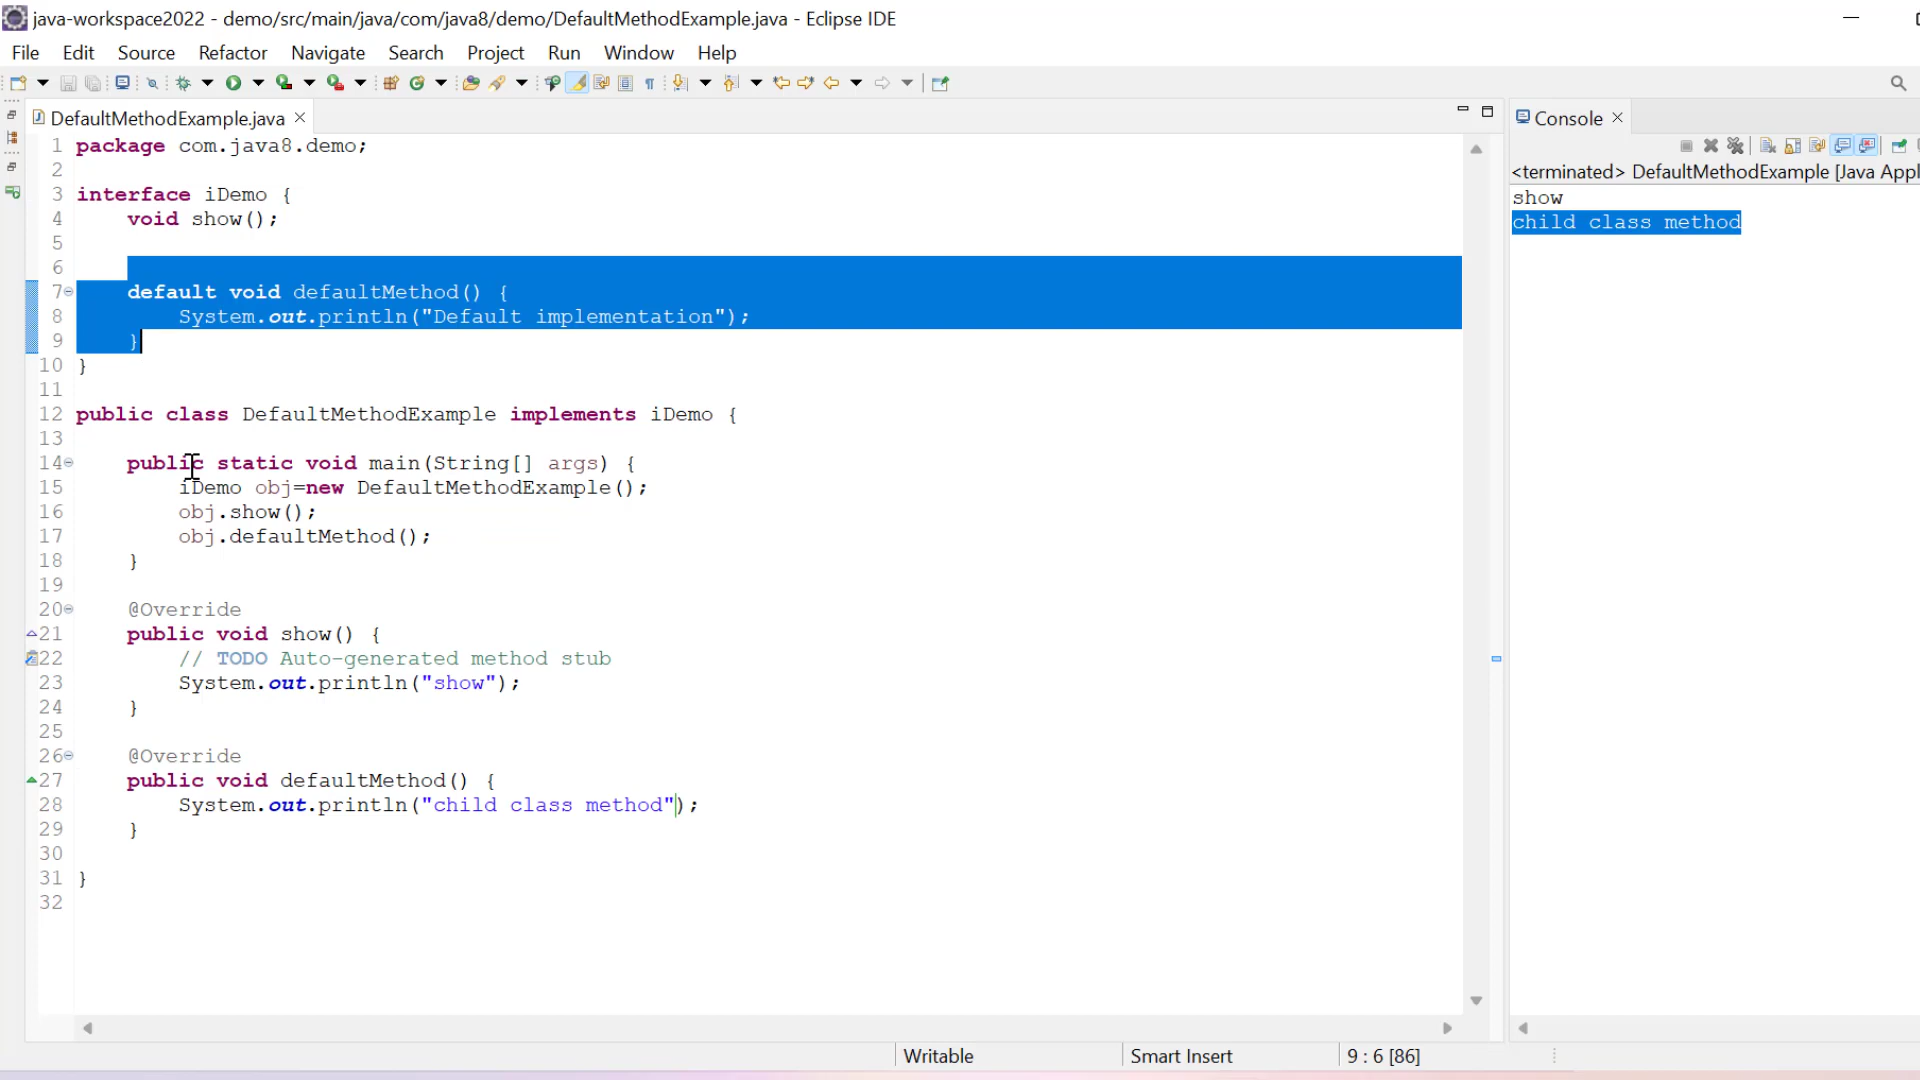 java-workspace2022 - demo/src/main/java/com/java8/demo/DefaultMethodExample.java - Eclipse IDE
File Edit Source Refactor Navigate Search Project Run Window Help
DefaultMethodExample.java
1 package com.java8.demo;
2
3 interface iDemo {
4 void show();
5
6
7 default void defaultMethod() {
8 System.out.println("Default implementation");
9 }
10 }
11
12 public class DefaultMethodExample implements iDemo {
13
14 public static void main(String[] args) {
15 iDemo obj=new DefaultMethodExample();
16 obj.show();
17 obj.defaultMethod();
18 }
19
20 @Override
21 public void show() {
22 // TODO Auto-generated method stub
23 System.out.println("show");
24 }
25
26 @Override
27 public void defaultMethod() {
28 System.out.println("child class method");
29 }
30
31 }
32
Console
<terminated> DefaultMethodExample [Java Appl
show
child class method
Writable Smart Insert 9 : 6 [86]